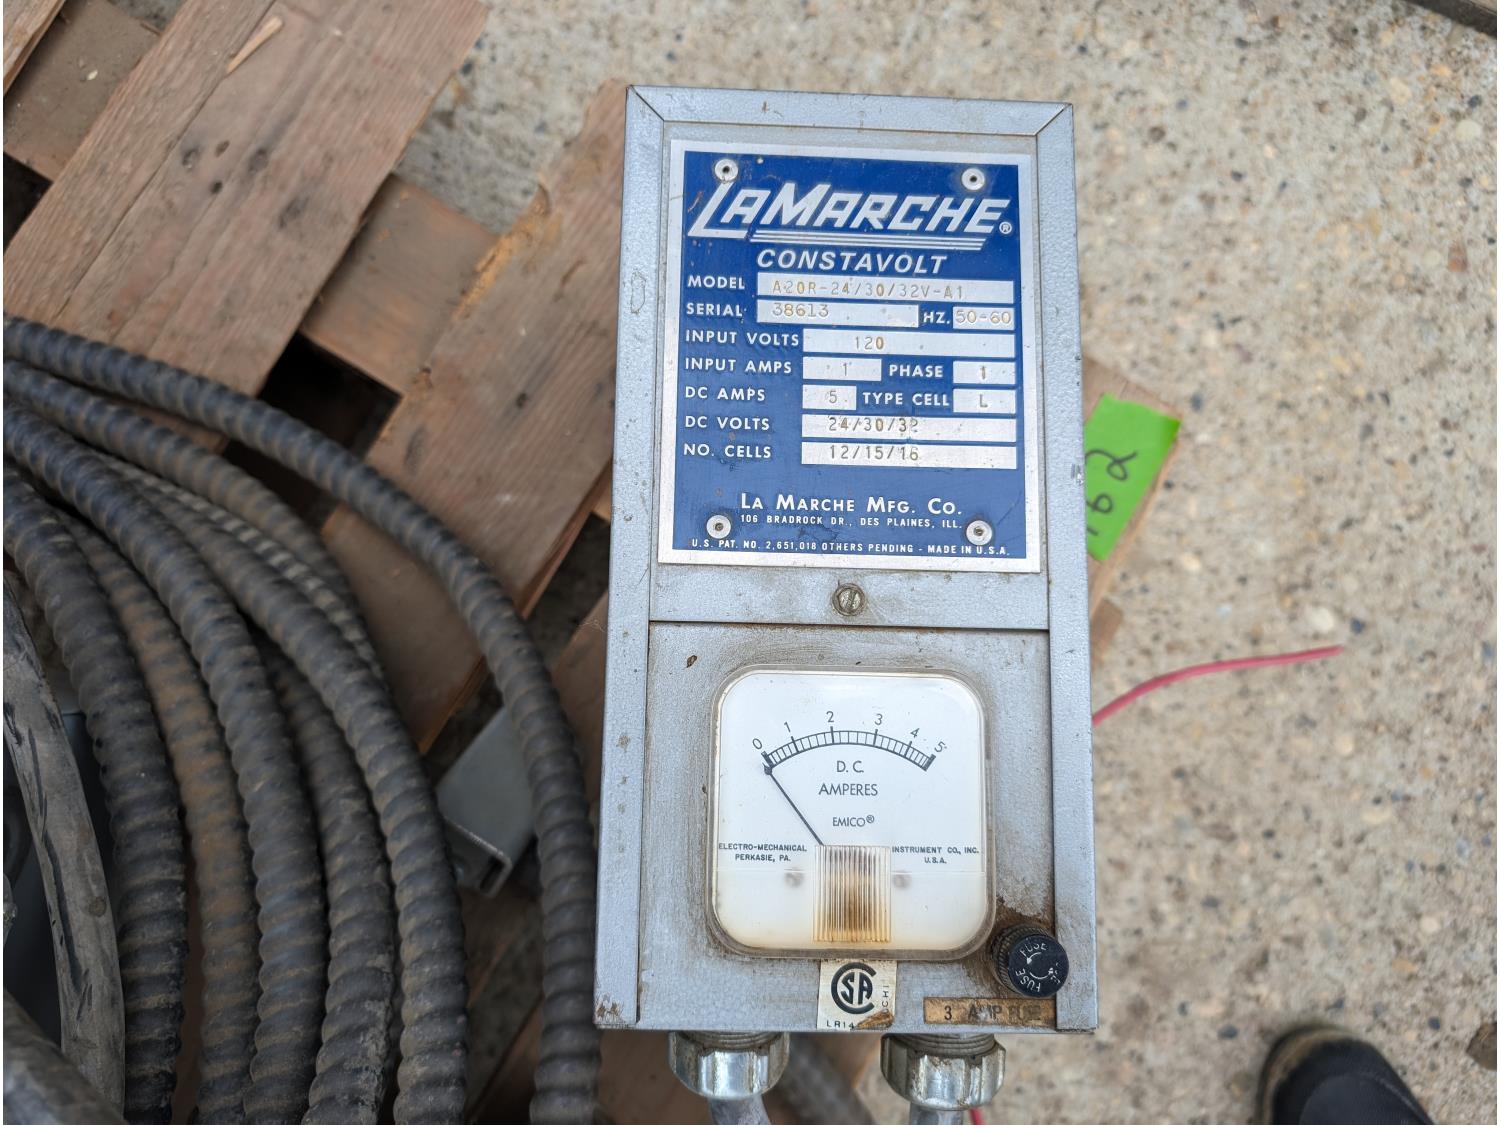 LAMARCHE®
CONSTAVOLT
MODEL A20R-24/30/32V-A1
SERIAL 38613 HZ. 50-60
INPUT VOLTS 120
INPUT AMPS 1 PHASE 1
DC AMPS 5 TYPE CELL L
DC VOLTS 24/30/32
NO. CELLS 12/15/16
LA MARCHE MFG. CO.
106 BRADROCK DR., DES PLAINES, ILL.
U.S. PAT. NO. 2,651,018 OTHERS PENDING - MADE IN U.S.A.
162
0 1 2 3 4 5
D.C.
AMPERES
EMICO®
ELECTRO-MECHANICAL INSTRUMENT CO., INC.
PERKASIE, PA. U.S.A.
FUSE
FUSE
CSA
3 AMP FUSE